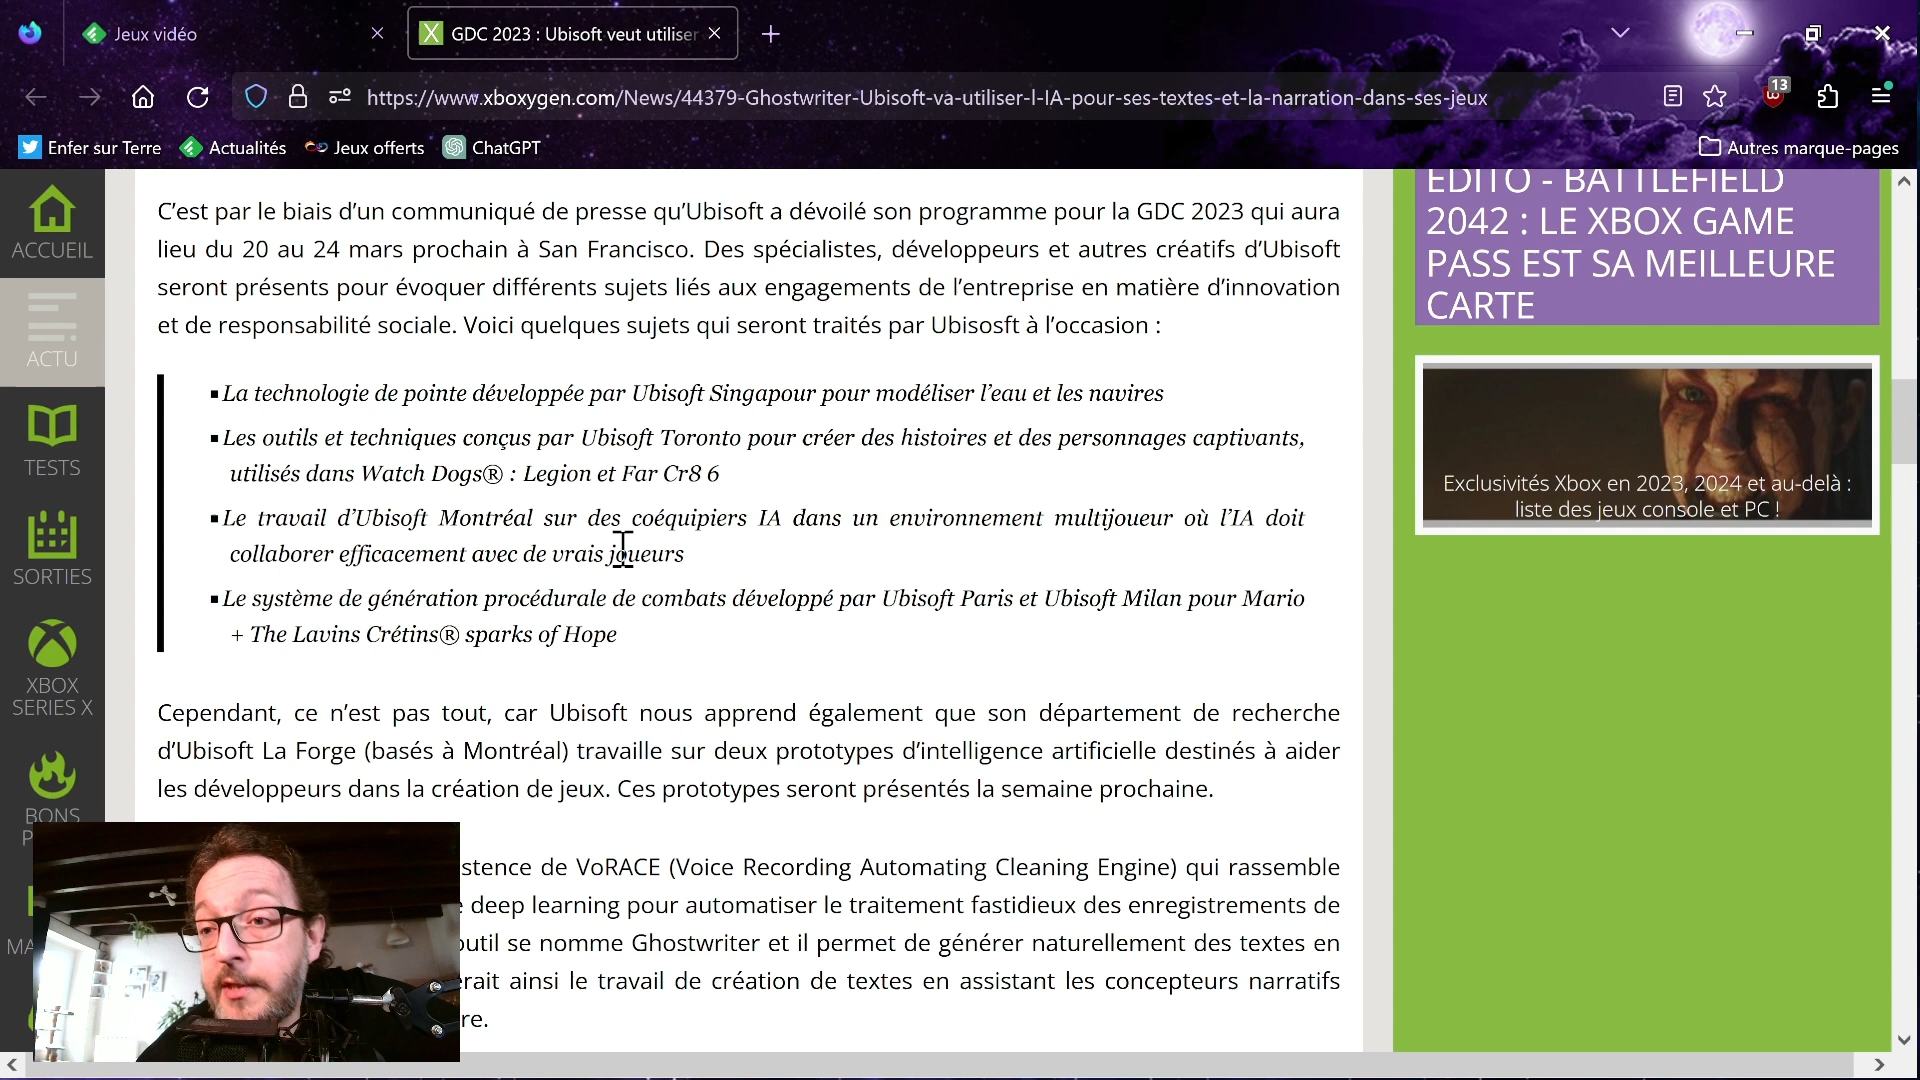 Jeux vidéo
GDC 2023 : Ubisoft veut utiliser
https://www.xboxygen.com/News/44379-Ghostwriter-Ubisoft-va-utiliser-l-IA-pour-ses-textes-et-la-narration-dans-ses-jeux
13
Enfer sur Terre
Actualités
Jeux offerts
ChatGPT
Autres marque-pages
ACCUEIL
ACTU
TESTS
SORTIES
XBOX
SERIES X
BONS
C'est par le biais d'un communiqué de presse qu'Ubisoft a dévoilé son programme pour la GDC 2023 qui aura
lieu du 20 au 24 mars prochain à San Francisco. Des spécialistes, développeurs et autres créatifs d'Ubisoft
seront présents pour évoquer différents sujets liés aux engagements de l'entreprise en matière d'innovation
et de responsabilité sociale. Voici quelques sujets qui seront traités par Ubisosft à l'occasion :
▪ La technologie de pointe développée par Ubisoft Singapour pour modéliser l'eau et les navires
▪ Les outils et techniques conçus par Ubisoft Toronto pour créer des histoires et des personnages captivants,
utilisés dans Watch Dogs® : Legion et Far Cr8 6
▪ Le travail d'Ubisoft Montréal sur des coéquipiers IA dans un environnement multijoueur où l'IA doit
collaborer efficacement avec de vrais joueurs
▪ Le système de génération procédurale de combats développé par Ubisoft Paris et Ubisoft Milan pour Mario
+ The Lavins Crétins® sparks of Hope
Cependant, ce n'est pas tout, car Ubisoft nous apprend également que son département de recherche
d'Ubisoft La Forge (basés à Montréal) travaille sur deux prototypes d'intelligence artificielle destinés à aider
les développeurs dans la création de jeux. Ces prototypes seront présentés la semaine prochaine.
stence de VoRACE (Voice Recording Automating Cleaning Engine) qui rassemble
deep learning pour automatiser le traitement fastidieux des enregistrements de
util se nomme Ghostwriter et il permet de générer naturellement des textes en
rait ainsi le travail de création de textes en assistant les concepteurs narratifs
re.
EDITO - BATTLEFIELD
2042 : LE XBOX GAME
PASS EST SA MEILLEURE
CARTE
Exclusivités Xbox en 2023, 2024 et au-delà :
liste des jeux console et PC !